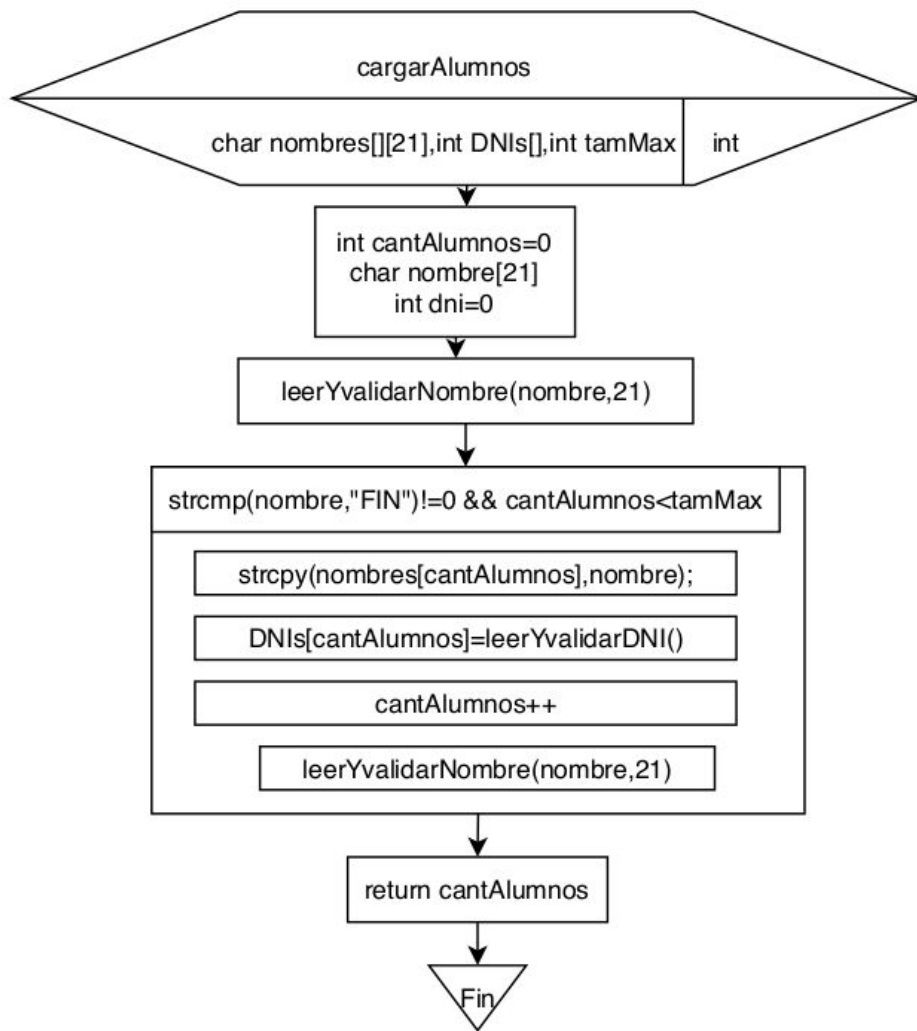 cargarAlumnos
char nombres[][21],int DNIs[],int tamMax
int
int cantAlumnos=0
char nombre[21]
int dni=0
leerYvalidarNombre(nombre,21)
strcmp(nombre,"FIN")!=0 && cantAlumnos<tamMax
strcpy(nombres[cantAlumnos],nombre);
DNIs[cantAlumnos]=leerYvalidarDNI()
cantAlumnos++
leerYvalidarNombre(nombre,21)
return cantAlumnos
Fin